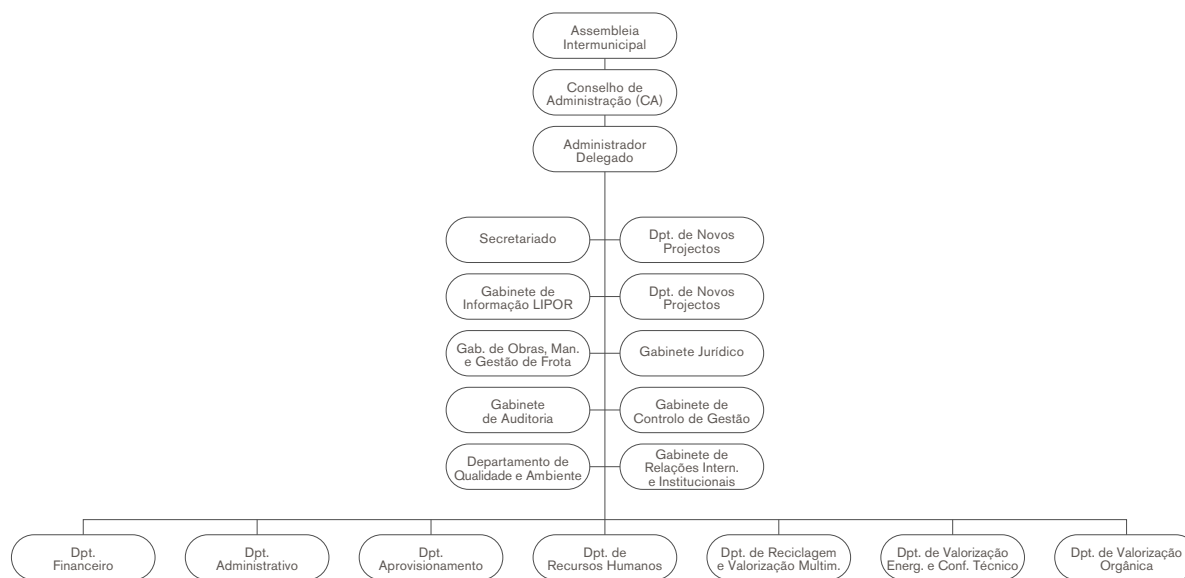 Assembleia
Intermunicipal
Conselho de
Administração (CA)
Administrador
Delegado
Secretariado
Dpt. de Novos
Projectos
Gabinete de
Informação LIPOR
Dpt. de Novos
Projectos
Gab. de Obras, Man.
e Gestão de Frota
Gabinete Jurídico
Gabinete
de Auditoria
Gabinete de
Controlo de Gestão
Departamento de
Qualidade e Ambiente
Gabinete de
Relações Intern.
e Institucionais
Dpt.
Financeiro
Dpt.
Administrativo
Dpt.
Aprovisionamento
Dpt. de
Recursos Humanos
Dpt. de Reciclagem
e Valorização Multim.
Dpt. de Valorização
Energ. e Conf. Técnico
Dpt. de Valorização
Orgânica